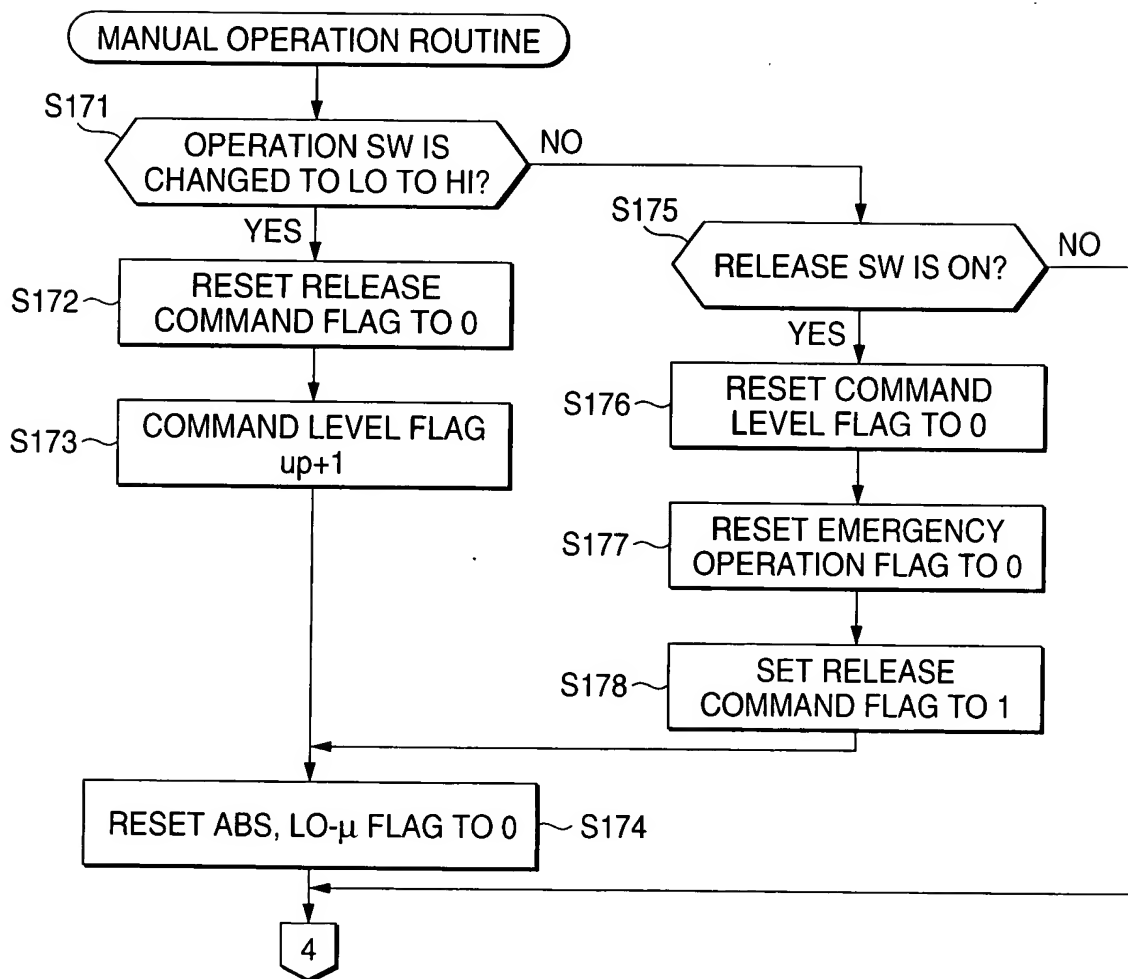 MANUAL OPERATION ROUTINE
S171
OPERATION SW IS
CHANGED TO LO TO HI?
NO
YES
S172
RESET RELEASE
COMMAND FLAG TO 0
S173
COMMAND LEVEL FLAG
up+1
S175
RELEASE SW IS ON?
NO
YES
S176
RESET COMMAND
LEVEL FLAG TO 0
S177
RESET EMERGENCY
OPERATION FLAG TO 0
S178
SET RELEASE
COMMAND FLAG TO 1
RESET ABS, LO-μ FLAG TO 0
S174
4